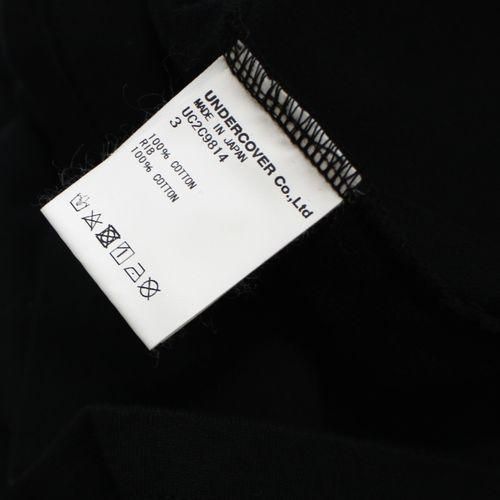 UNDERCOVER Co.,Ltd
MADE IN JAPAN
UC2C9814
3
100% COTTON
RIB
100% COTTON